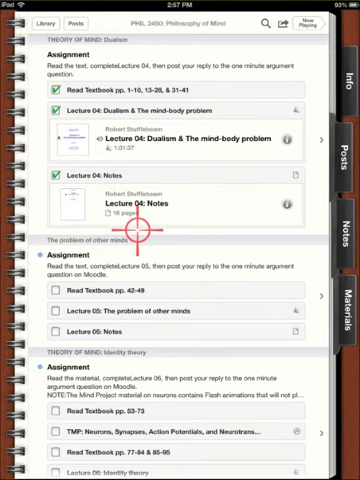 iPad
2:57 PM
93%
Library
Posts
PHIL 2450: Philosophy of Mind
Now
Playing
THEORY OF MIND: Dualism
Assignment
Read the text, completeLecture 04, then post your reply to the one minute argument
question.
Read Textbook pp. 1-10, 13-28, & 31-41
Lecture 04: Dualism & The mind-body problem
Robert Stufflebeam
Lecture 04: Dualism & The mind-body problem
1:01:37
Lecture 04: Notes
Robert Stufflebeam
Lecture 04: Notes
18 pages
The problem of other minds
Assignment
Read the text, completeLecture 05, then post your reply to the one minute argument
question on Moodle.
Read Textbook pp. 42-49
Lecture 05: The problem of other minds
Lecture 05: Notes
THEORY OF MIND: Identity theory
Assignment
Read the material, completeLecture 06, then post your reply to the one minute
argument question on Moodle.
NOTE:The Mind Project material on neurons contains Flash animations that will not pl...
Read Textbook pp. 53-73
TMP: Neurons, Synapses, Action Potentials, and Neurotrans...
Read Textbook pp. 77-84 & 85-95
Lecture 06: Identity theory
Info
Posts
Notes
Materials